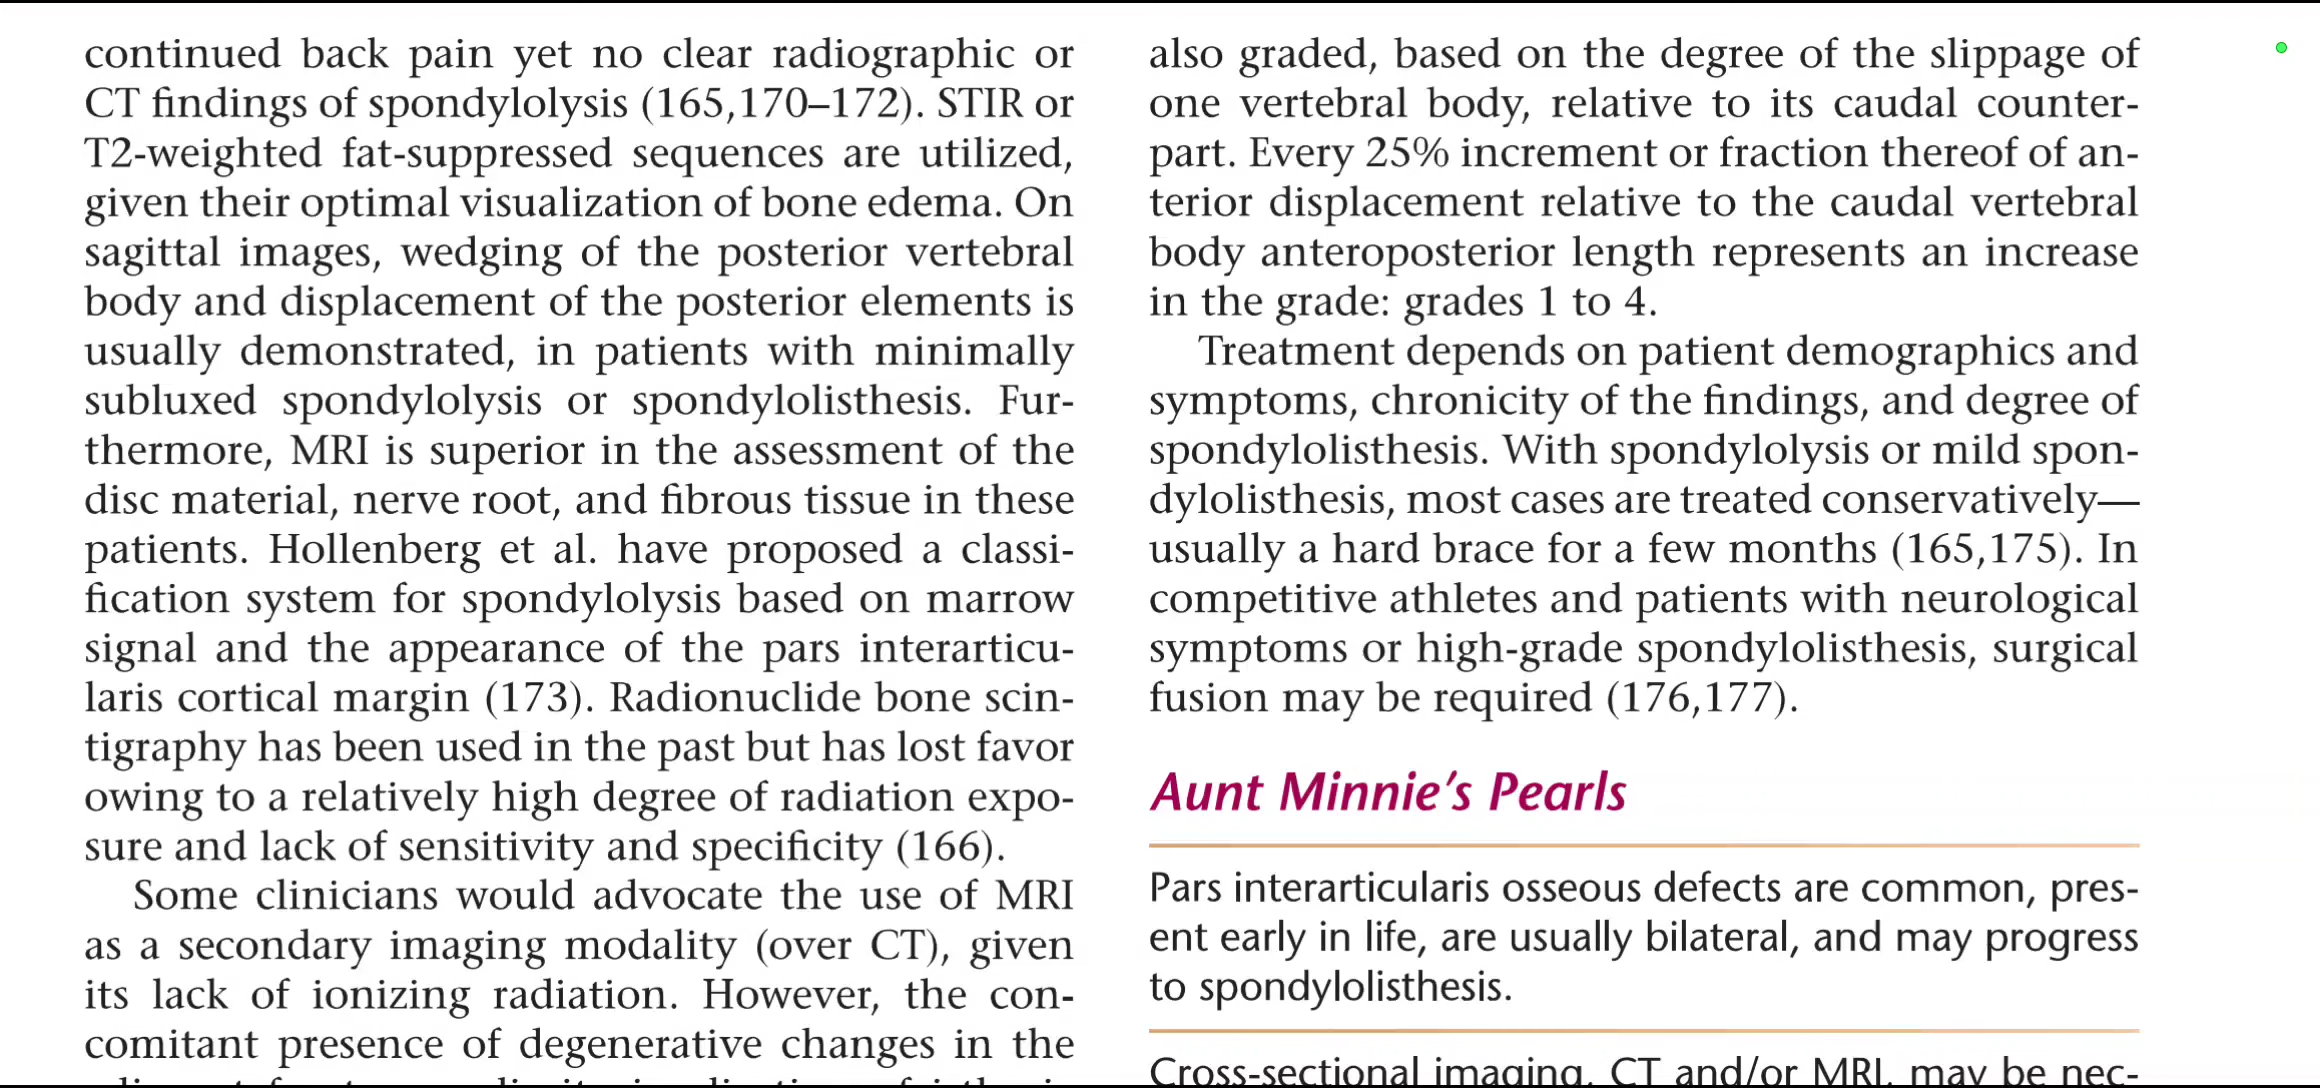 continued back pain yet no clear radiographic or
CT findings of spondylolysis (165,170–172). STIR or
T2-weighted fat-suppressed sequences are utilized,
given their optimal visualization of bone edema. On
sagittal images, wedging of the posterior vertebral
body and displacement of the posterior elements is
usually demonstrated, in patients with minimally
subluxed spondylolysis or spondylolisthesis. Fur-
thermore, MRI is superior in the assessment of the
disc material, nerve root, and fibrous tissue in these
patients. Hollenberg et al. have proposed a classi-
fication system for spondylolysis based on marrow
signal and the appearance of the pars interarticu-
laris cortical margin (173). Radionuclide bone scin-
tigraphy has been used in the past but has lost favor
owing to a relatively high degree of radiation expo-
sure and lack of sensitivity and specificity (166).
Some clinicians would advocate the use of MRI
as a secondary imaging modality (over CT), given
its lack of ionizing radiation. However, the con-
comitant presence of degenerative changes in the
also graded, based on the degree of the slippage of
one vertebral body, relative to its caudal counter-
part. Every 25% increment or fraction thereof of an-
terior displacement relative to the caudal vertebral
body anteroposterior length represents an increase
in the grade: grades 1 to 4.
Treatment depends on patient demographics and
symptoms, chronicity of the findings, and degree of
spondylolisthesis. With spondylolysis or mild spon-
dylolisthesis, most cases are treated conservatively—
usually a hard brace for a few months (165,175). In
competitive athletes and patients with neurological
symptoms or high-grade spondylolisthesis, surgical
fusion may be required (176,177).
Aunt Minnie's Pearls
Pars interarticularis osseous defects are common, pres-
ent early in life, are usually bilateral, and may progress
to spondylolisthesis.
Cross-sectional imaging, CT and/or MRI, may be nec-